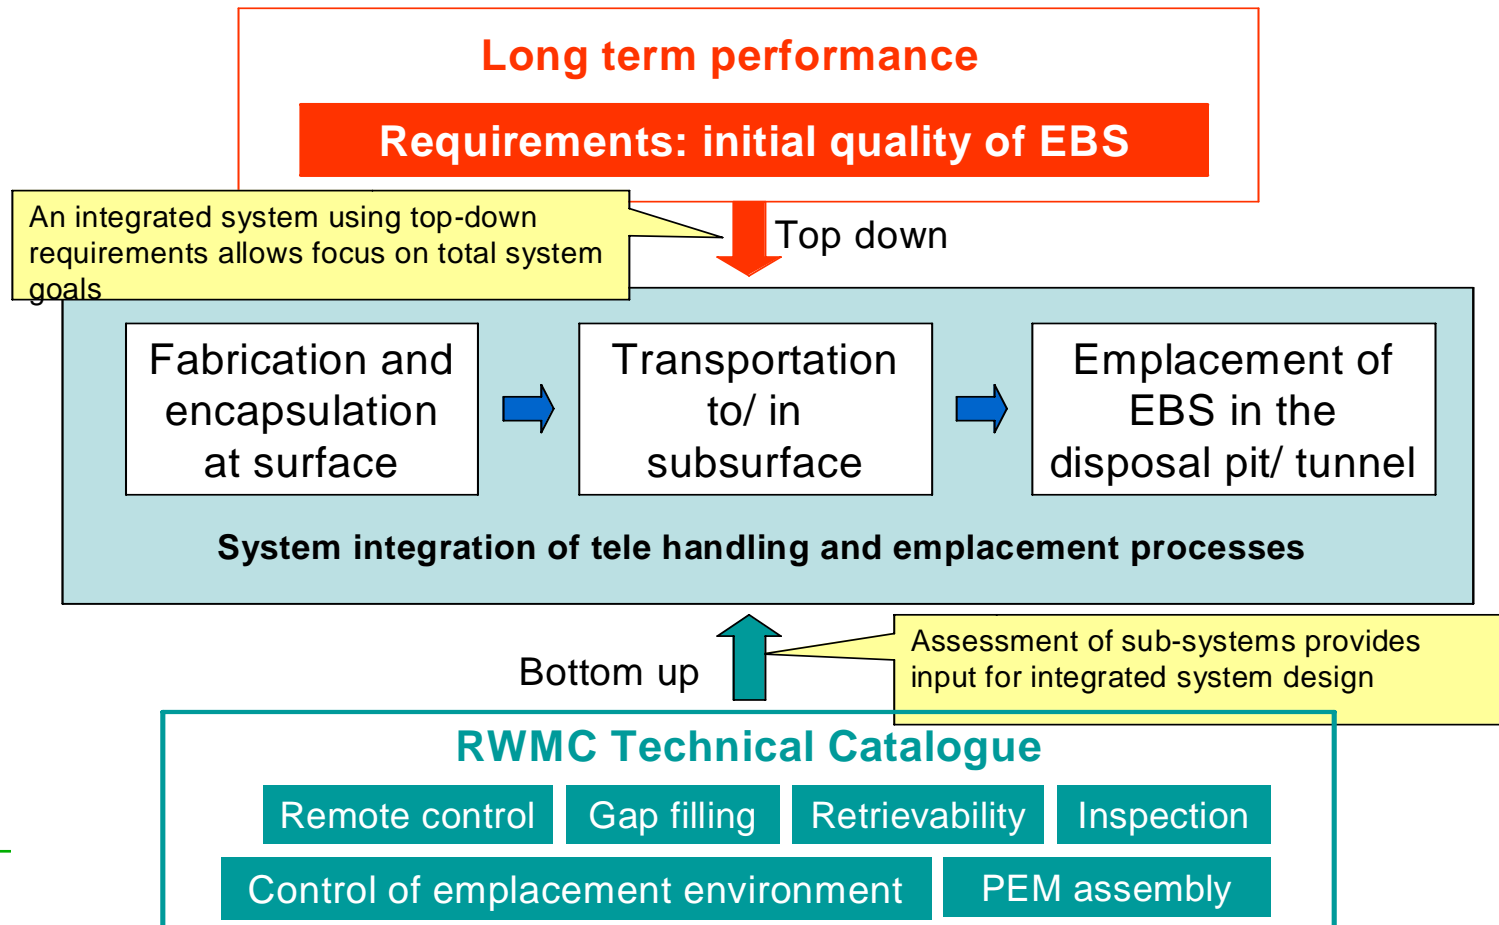 Long term performance
Requirements: initial quality of EBS
An integrated system using top-down
requirements allows focus on total system
goals
Top down
Fabrication and
encapsulation
at surface
Transportation
to/ in
subsurface
Emplacement of
EBS in the
disposal pit/ tunnel
System integration of tele handling and emplacement processes
Bottom up
Assessment of sub-systems provides
input for integrated system design
RWMC Technical Catalogue
Remote control
Gap filling
Retrievability
Inspection
Control of emplacement environment
PEM assembly